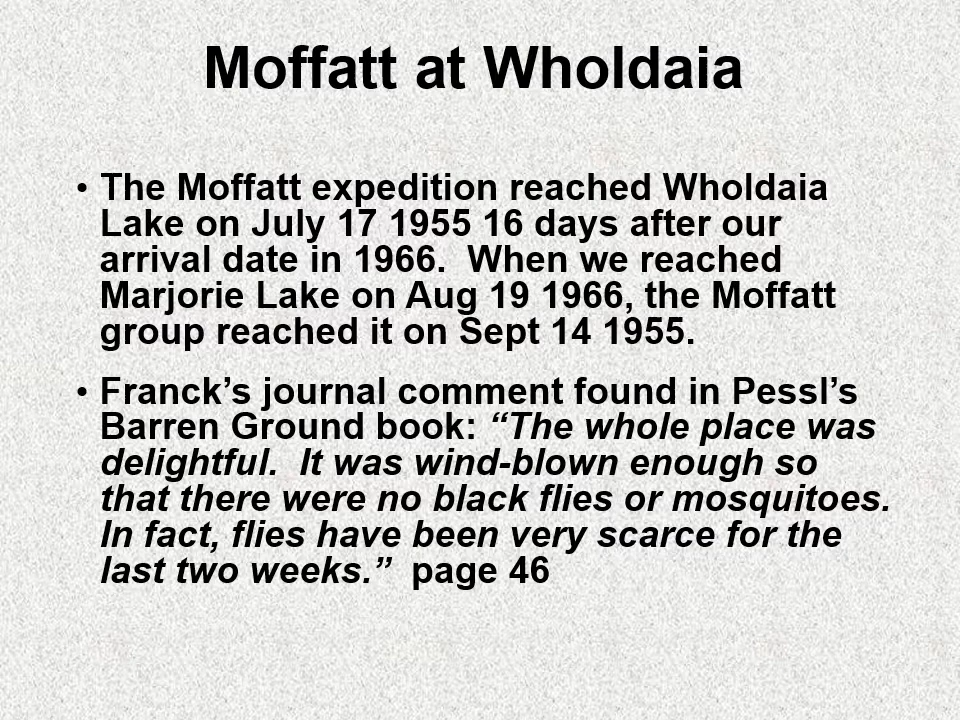 Moffatt at Wholdaia
• The Moffatt expedition reached Wholdaia
Lake on July 17 1955 16 days after our
arrival date in 1966.  When we reached
Marjorie Lake on Aug 19 1966, the Moffatt
group reached it on Sept 14 1955.
• Franck’s journal comment found in Pessl’s
Barren Ground book: “The whole place was
delightful.  It was wind-blown enough so
that there were no black flies or mosquitoes.
In fact, flies have been very scarce for the
last two weeks.”  page 46